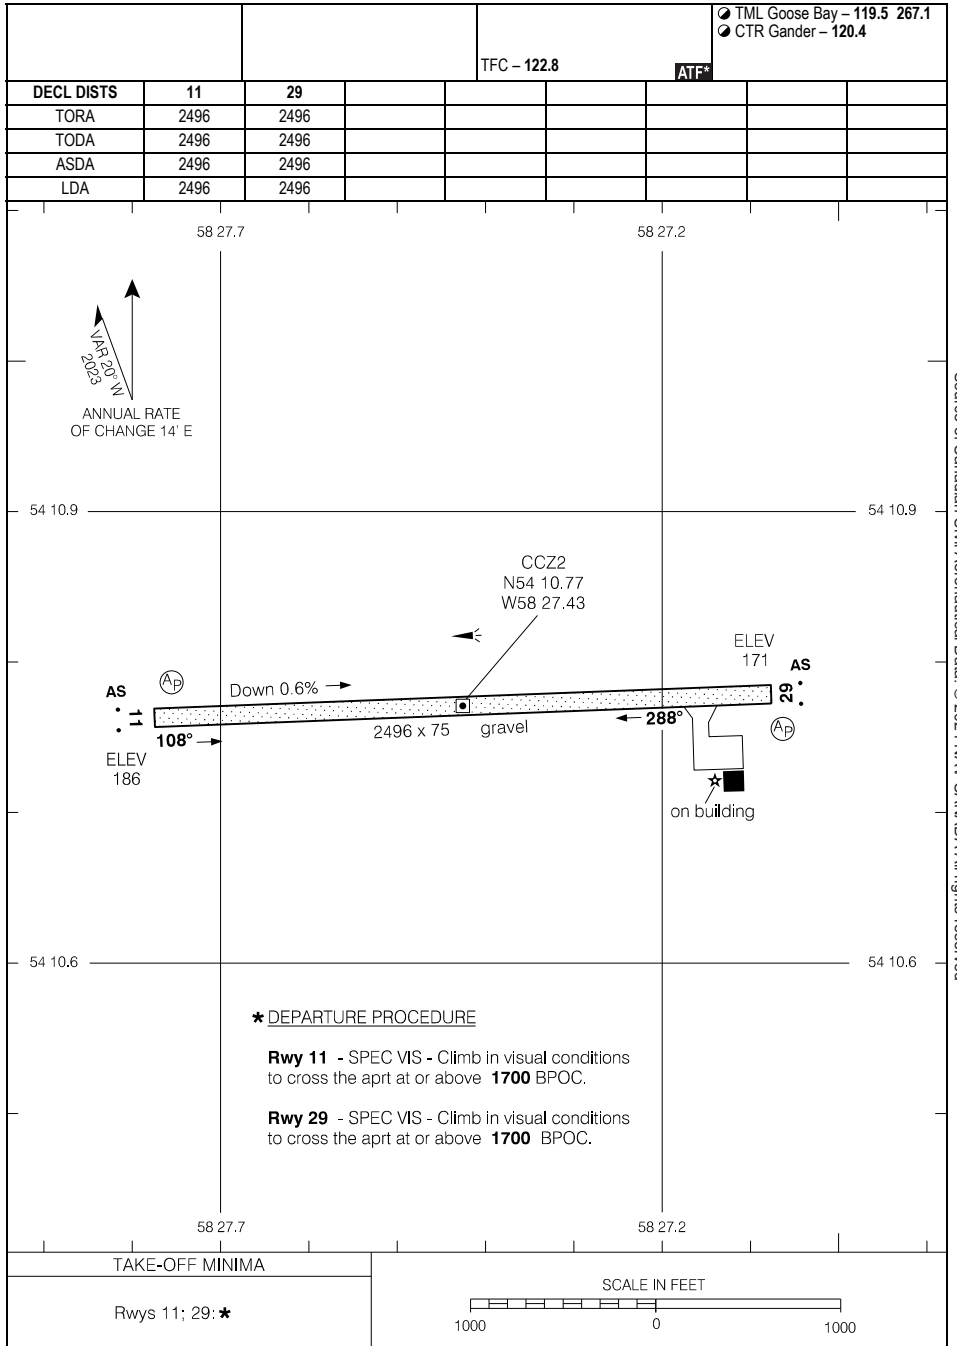 TML Goose Bay – 119.5 267.1
CTR Gander – 120.4
TFC – 122.8
ATF*
DECL DISTS 11 29
TORA 2496 2496
TODA 2496 2496
ASDA 2496 2496
LDA 2496 2496
58 27.7 58 27.2
VAR 20° W
2023
ANNUAL RATE
OF CHANGE 14' E
54 10.9 54 10.9
CCZ2
N54 10.77
W58 27.43
ELEV
171
AS
29
Ap
AS
Ap
11
Down 0.6%
108°
2496 x 75 gravel
288°
ELEV
186
on building
54 10.6 54 10.6
* DEPARTURE PROCEDURE
Rwy 11 - SPEC VIS - Climb in visual conditions
to cross the aprt at or above 1700 BPOC.
Rwy 29 - SPEC VIS - Climb in visual conditions
to cross the aprt at or above 1700 BPOC.
58 27.7 58 27.2
TAKE-OFF MINIMA
Rwys 11; 29: *
SCALE IN FEET
1000 0 1000